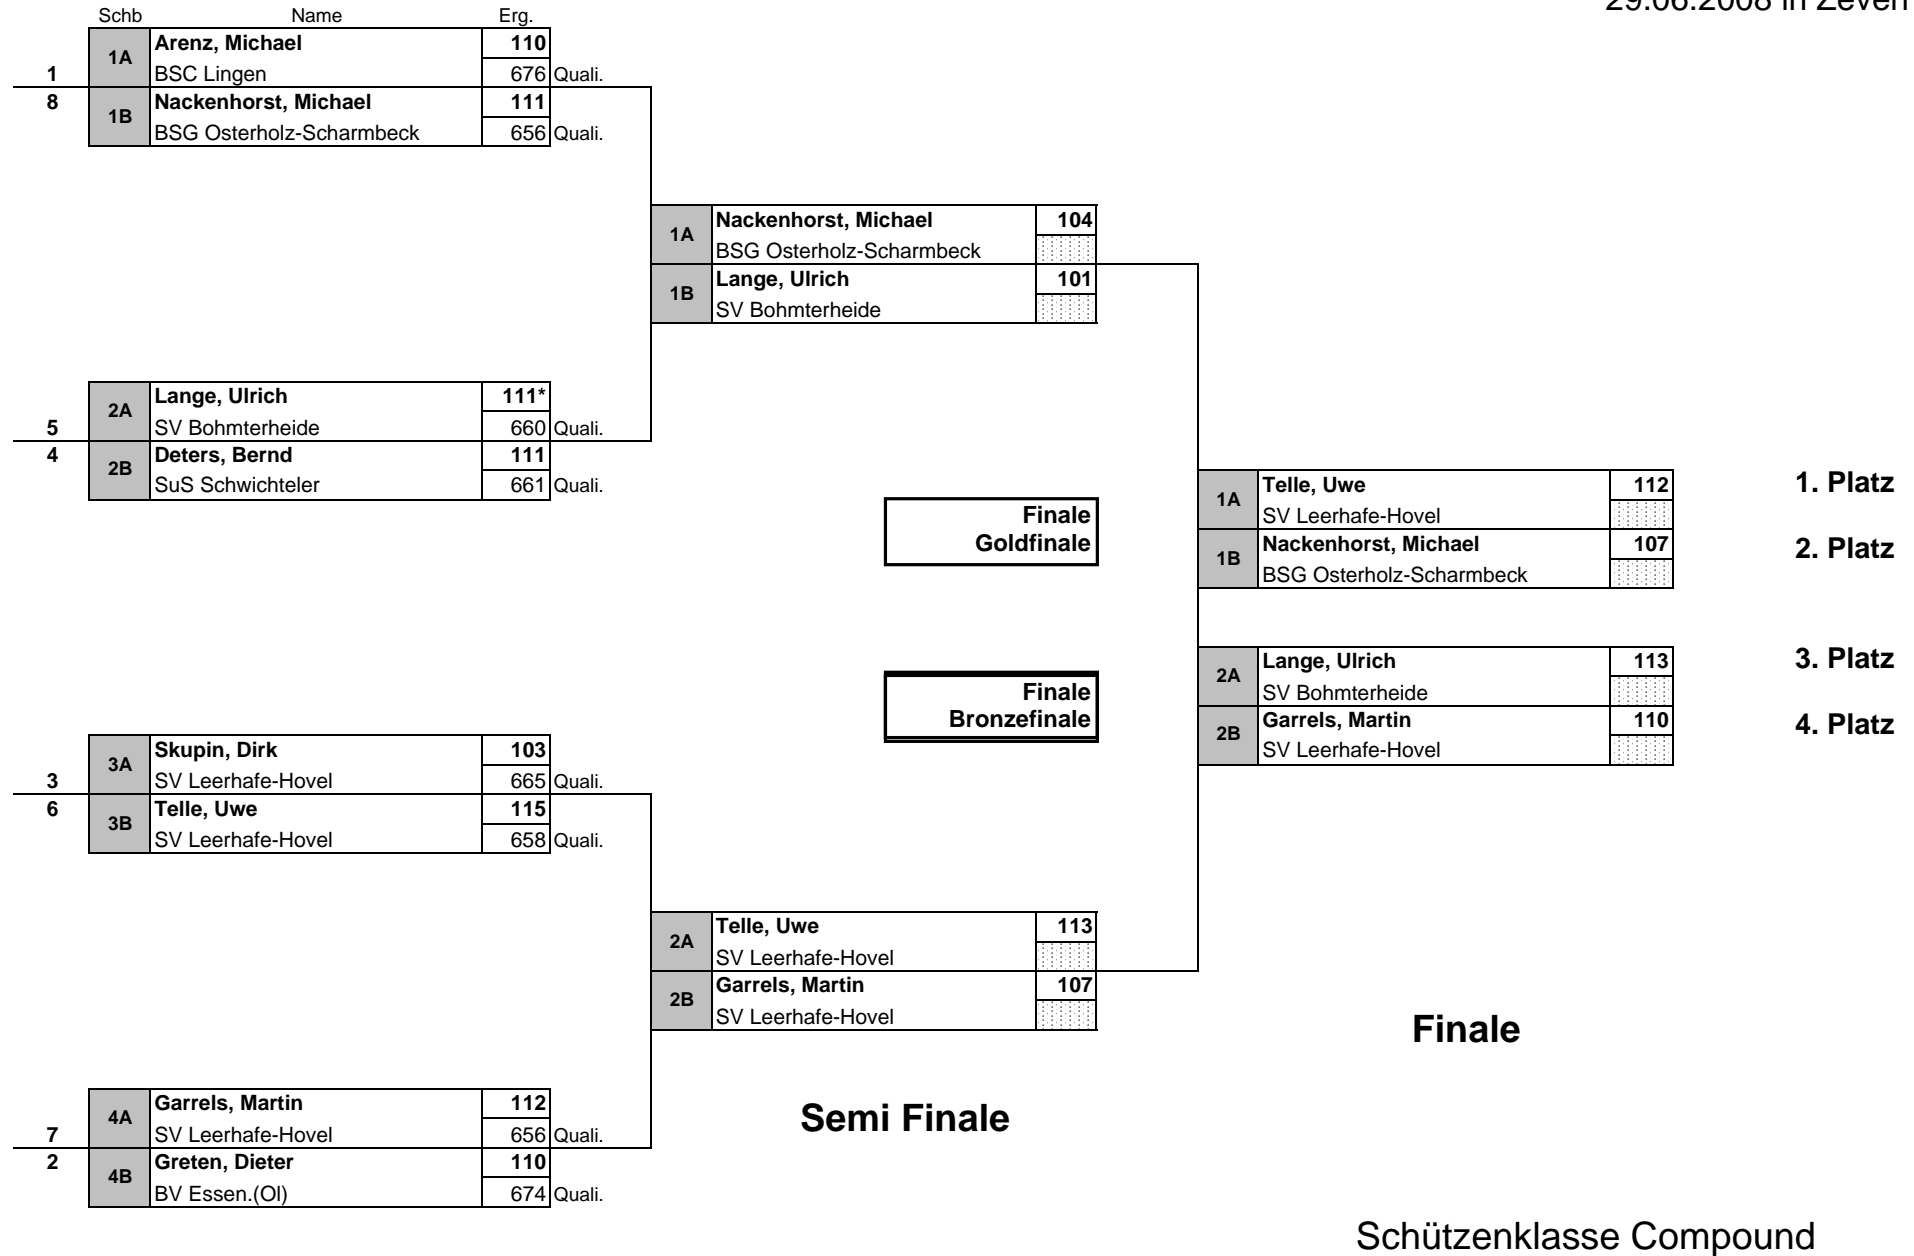 29.06.2008 in Zeven
Schb Name Erg.
1A Arenz, Michael 110
1 BSC Lingen 676 Quali.
8 1B Nackenhorst, Michael 111
BSG Osterholz-Scharmbeck 656 Quali.
1A Nackenhorst, Michael 104
BSG Osterholz-Scharmbeck
1B Lange, Ulrich 101
SV Bohmterheide
2A Lange, Ulrich 111*
5 SV Bohmterheide 660 Quali.
4 2B Deters, Bernd 111
SuS Schwichteler 661 Quali.
1A Telle, Uwe 112 1. Platz
SV Leerhafe-Hovel
Finale
Goldfinale
1B Nackenhorst, Michael 107 2. Platz
BSG Osterholz-Scharmbeck
2A Lange, Ulrich 113 3. Platz
SV Bohmterheide
Finale
Bronzefinale
2B Garrels, Martin 110 4. Platz
SV Leerhafe-Hovel
3A Skupin, Dirk 103
3 SV Leerhafe-Hovel 665 Quali.
6 3B Telle, Uwe 115
SV Leerhafe-Hovel 658 Quali.
2A Telle, Uwe 113
SV Leerhafe-Hovel
2B Garrels, Martin 107
SV Leerhafe-Hovel
Finale
4A Garrels, Martin 112
7 SV Leerhafe-Hovel 656 Quali.
2 4B Greten, Dieter 110
BV Essen.(Ol) 674 Quali.
Semi Finale
Schützenklasse Compound